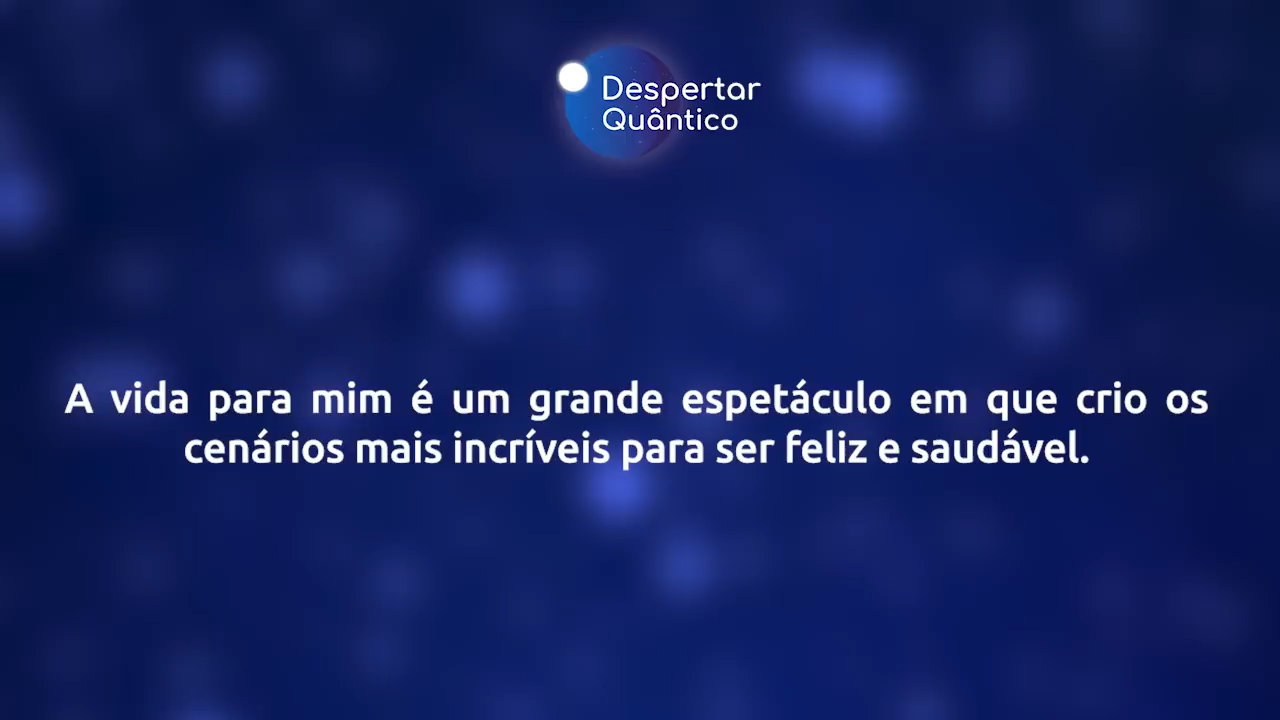 Despertar
Quântico
A vida para mim é um grande espetáculo em que crio os
cenários mais incríveis para ser feliz e saudável.